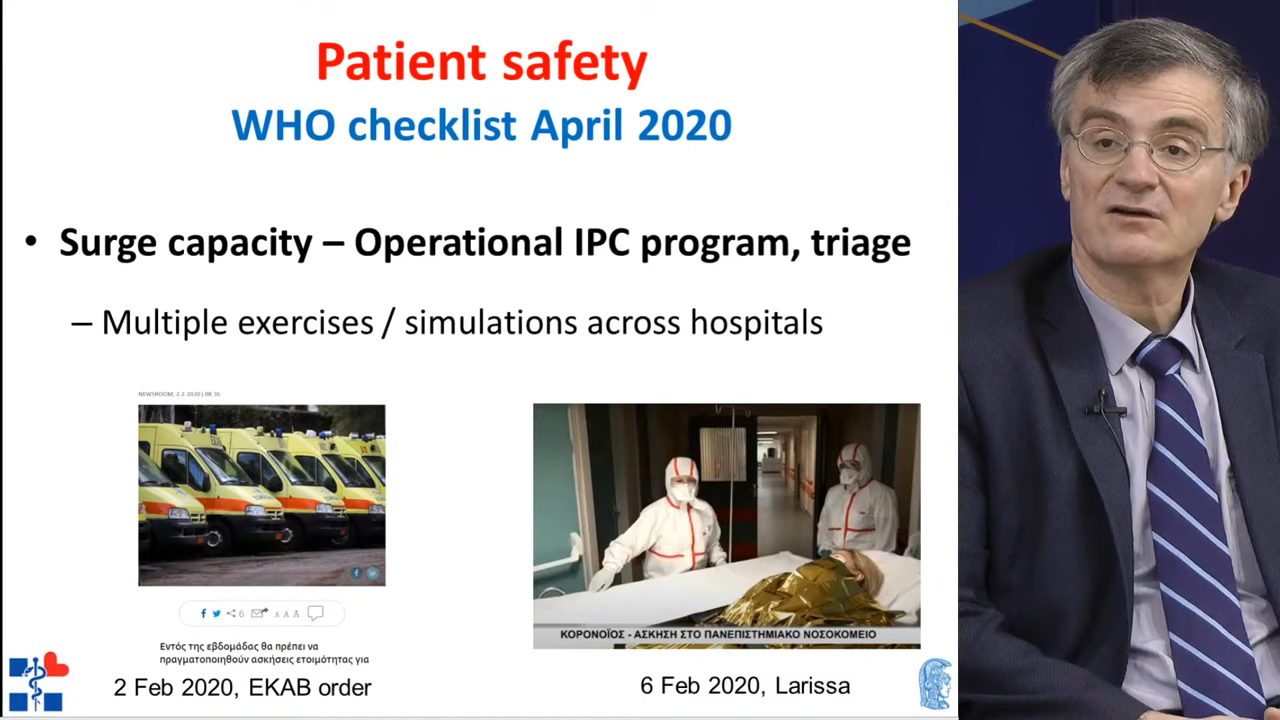 Patient safety
WHO checklist April 2020
• Surge capacity – Operational IPC program, triage
– Multiple exercises / simulations across hospitals
NEWSROOM, 2.2.2020 | 08:36
6 A A A
Εντός της εβδομάδας θα πρέπει να
πραγματοποιηθούν ασκήσεις ετοιμότητας για
2 Feb 2020, EKAB order
ΚΟΡΟΝΟΪΟΣ - ΑΣΚΗΣΗ ΣΤΟ ΠΑΝΕΠΙΣΤΗΜΙΑΚΟ ΝΟΣΟΚΟΜΕΙΟ
6 Feb 2020, Larissa